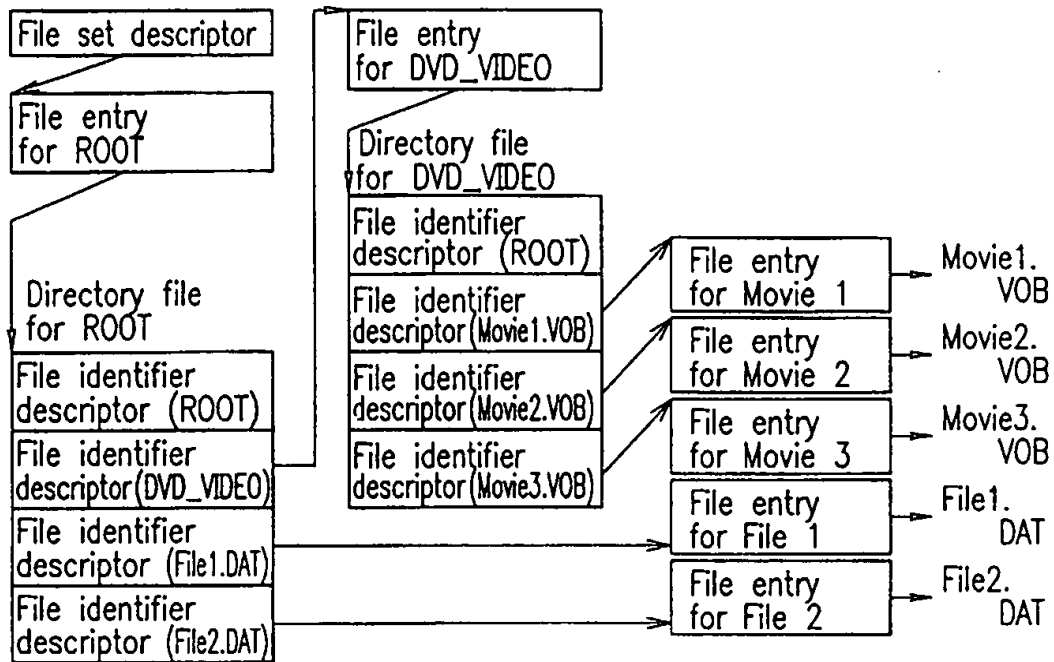 File set descriptor
File entry
for ROOT
Directory file
for ROOT
File identifier
descriptor (ROOT)
File identifier
descriptor(DVD_VIDEO)
File identifier
descriptor (File1.DAT)
File identifier
descriptor (File2.DAT)
File entry
for DVD_VIDEO
Directory file
for DVD_VIDEO
File identifier
descriptor (ROOT)
File identifier
descriptor(Movie1.VOB)
File identifier
descriptor(Movie2.VOB)
File identifier
descriptor(Movie3.VOB)
File entry
for Movie 1
File entry
for Movie 2
File entry
for Movie 3
File entry
for File 1
File entry
for File 2
Movie1.
VOB
Movie2.
VOB
Movie3.
VOB
File1.
DAT
File2.
DAT